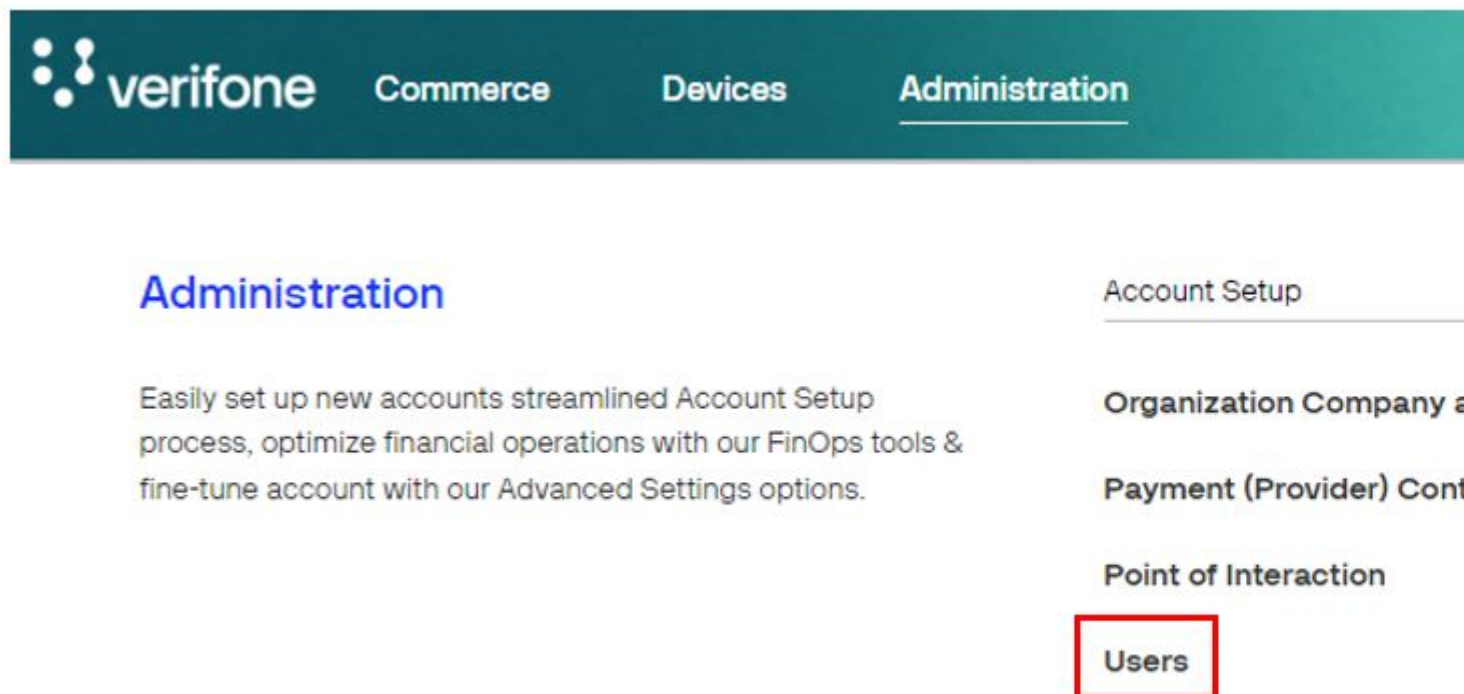 verifone Commerce Devices Administration
Administration
Easily set up new accounts streamlined Account Setup
process, optimize financial operations with our FinOps tools &
fine-tune account with our Advanced Settings options.
Account Setup
Organization Company
Payment (Provider)
Point of Interaction
Users